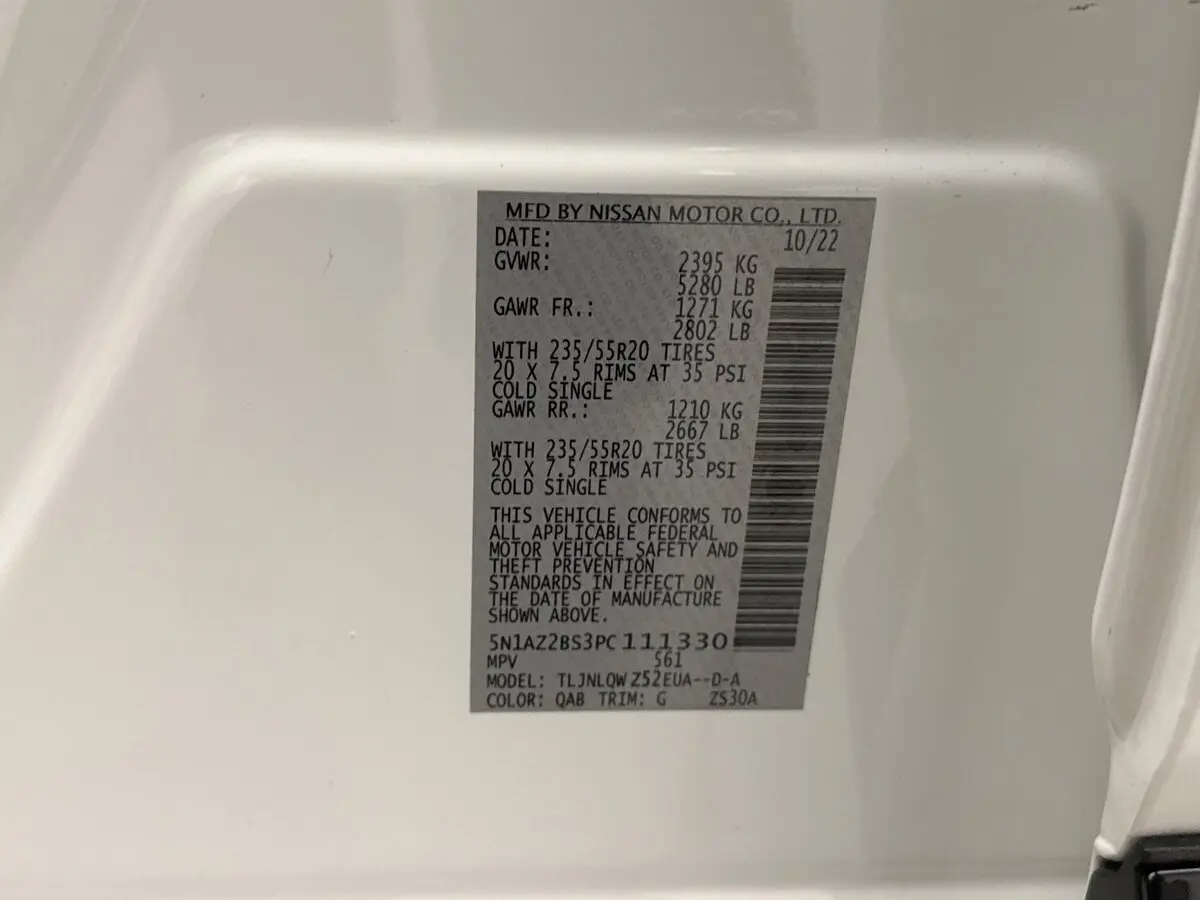 MFD BY NISSAN MOTOR CO., LTD.
DATE: 10/22
GVWR: 2395 KG
5280 LB
GAWR FR.: 1271 KG
2802 LB
WITH 235/55R20 TIRES
20 X 7.5 RIMS AT 35 PSI
COLD SINGLE
GAWR RR.: 1210 KG
2667 LB
WITH 235/55R20 TIRES
20 X 7.5 RIMS AT 35 PSI
COLD SINGLE
THIS VEHICLE CONFORMS TO
ALL APPLICABLE FEDERAL
MOTOR VEHICLE SAFETY AND
THEFT PREVENTION
STANDARDS IN EFFECT ON
THE DATE OF MANUFACTURE
SHOWN ABOVE.
5N1AZ2BS3PC111330
MPV 561
MODEL: TLJNLQW Z52EUA--D-A
COLOR: QAB TRIM: G ZS30A